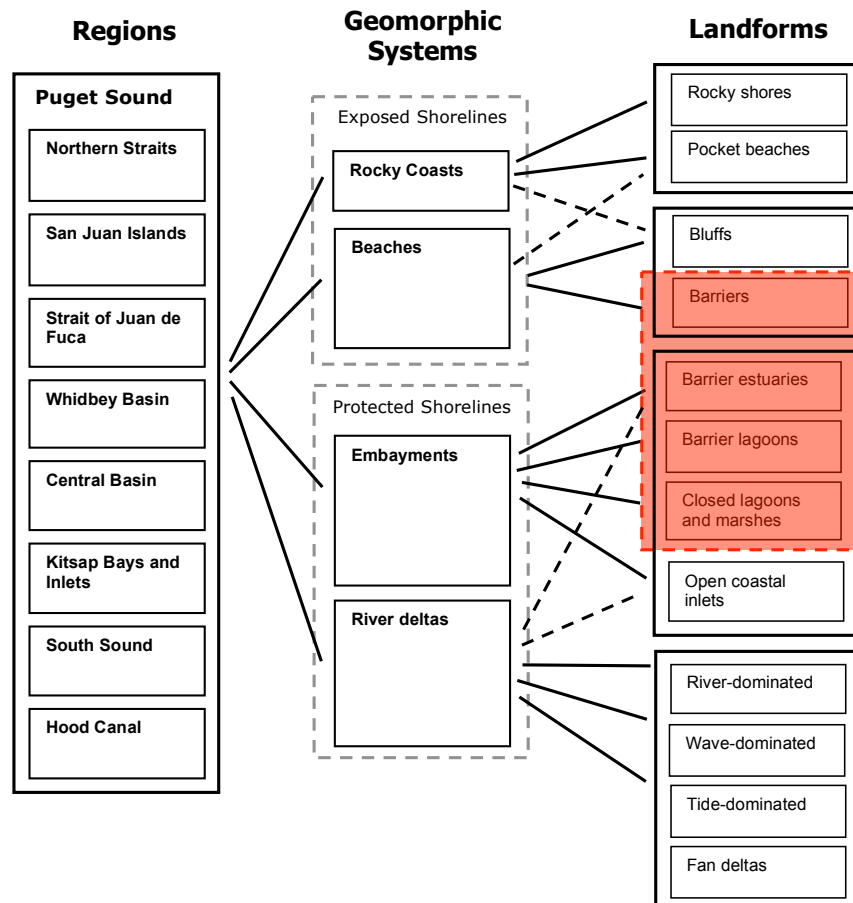 Regions
Puget Sound
Northern Straits
San Juan Islands
Strait of Juan de
Fuca
Whidbey Basin
Central Basin
Kitsap Bays and
Inlets
South Sound
Hood Canal
Geomorphic
Systems
Exposed Shorelines
Rocky Coasts
Beaches
Protected Shorelines
Embayments
River deltas
Landforms
Rocky shores
Pocket beaches
Bluffs
Barriers
Barrier estuaries
Barrier lagoons
Closed lagoons
and marshes
Open coastal
inlets
River-dominated
Wave-dominated
Tide-dominated
Fan deltas